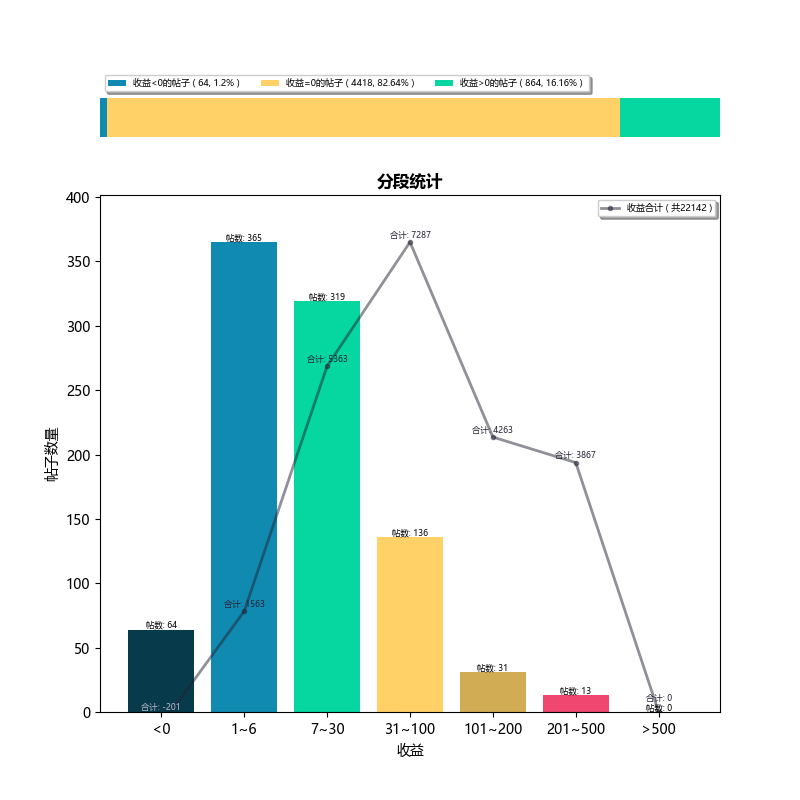 收益<0的帖子 ( 64, 1.2% ) 收益=0的帖子 ( 4418, 82.64% ) 收益>0的帖子 ( 864, 16.16% )
分段统计
收益合计 ( 共22142 )
400
350
300
250
200
150
100
50
0
帖子数量
帖数: 64
帖数: 365
帖数: 319
帖数: 136
帖数: 31
帖数: 13
帖数: 0
合计: -201
合计: 1563
合计: 5363
合计: 7287
合计: 4263
合计: 3867
合计: 0
<0 1~6 7~30 31~100 101~200 201~500 >500
收益